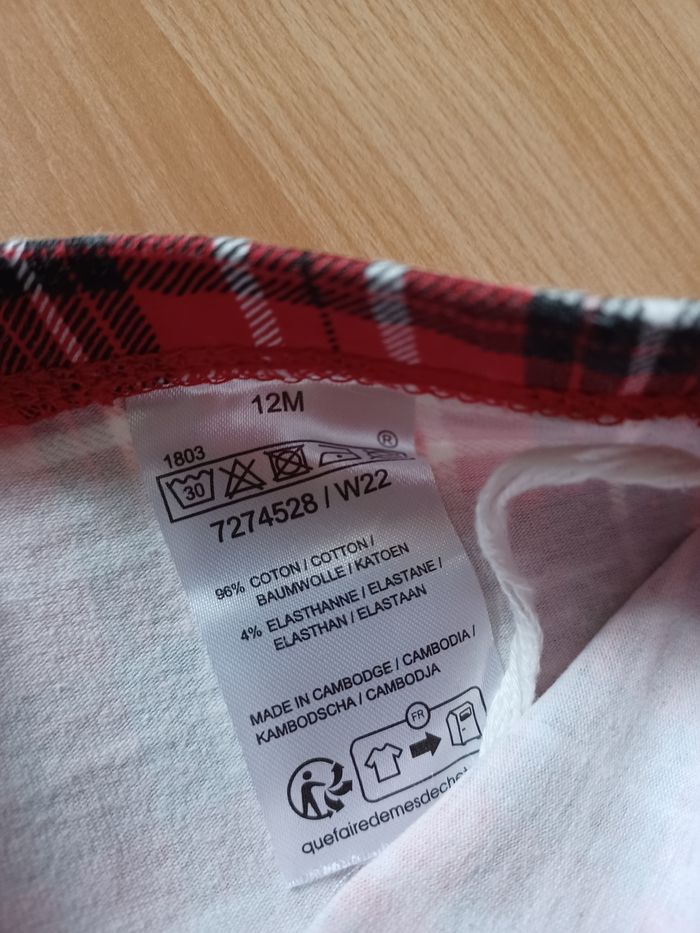 12M
1803
®
30
7274528 / W22
96% COTON / COTTON /
BAUMWOLLE / KATOEN
4% ELASTHANNE / ELASTANE /
ELASTHAN / ELASTAAN
MADE IN CAMBODGE / CAMBODIA /
KAMBODSCHA / CAMBODJA
FR